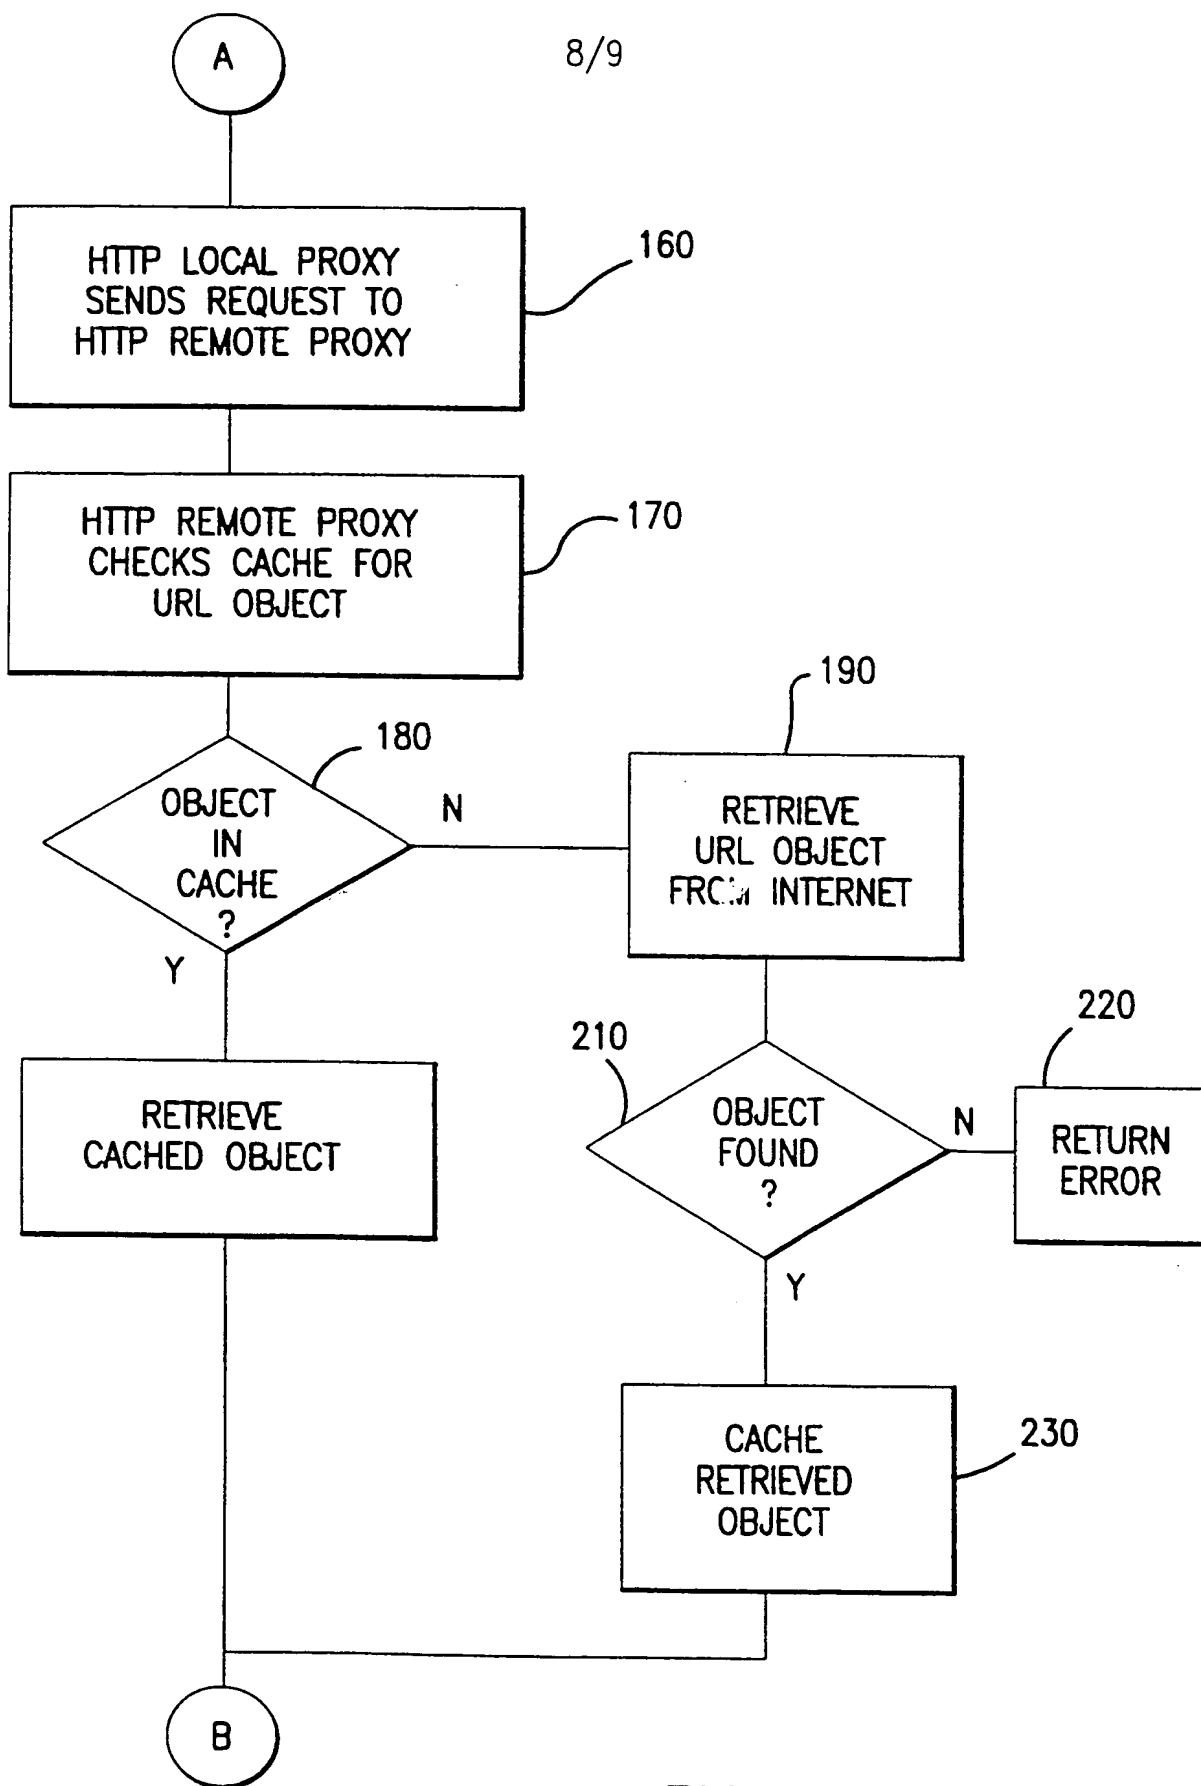 8/9
A
HTTP LOCAL PROXY
SENDS REQUEST TO
HTTP REMOTE PROXY
160
HTTP REMOTE PROXY
CHECKS CACHE FOR
URL OBJECT
170
180
OBJECT
IN
CACHE
?
N
Y
190
RETRIEVE
URL OBJECT
FROM INTERNET
RETRIEVE
CACHED OBJECT
210
OBJECT
FOUND
?
N
Y
220
RETURN
ERROR
CACHE
RETRIEVED
OBJECT
230
B